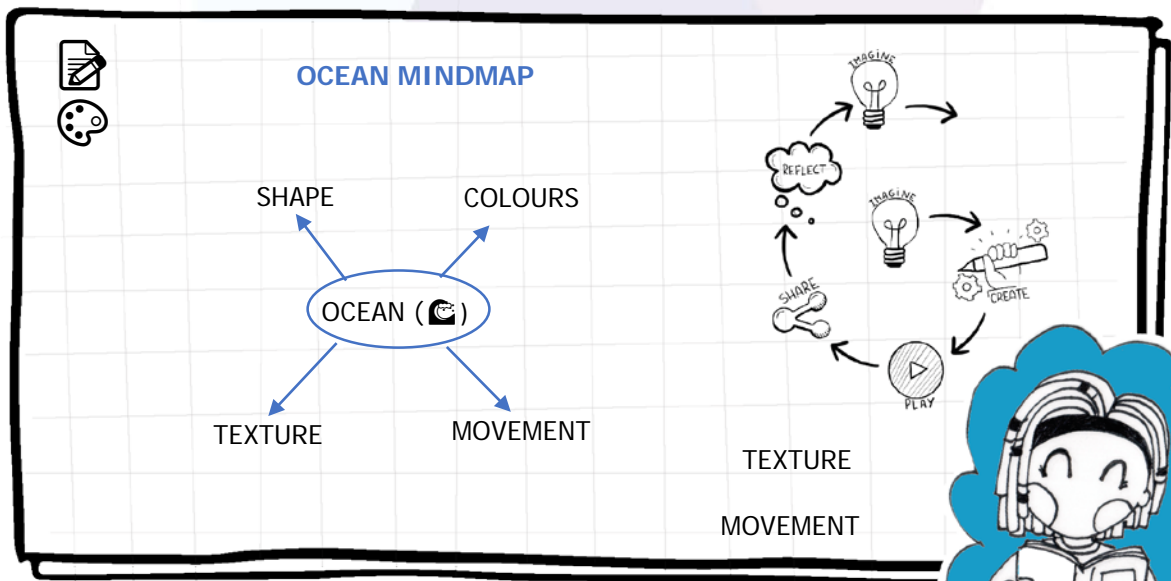 OCEAN MINDMAP
SHAPE
COLOURS
OCEAN ( )
TEXTURE
MOVEMENT
IMAGINE
REFLECT
IMAGINE
CREATE
SHARE
PLAY
TEXTURE
MOVEMENT